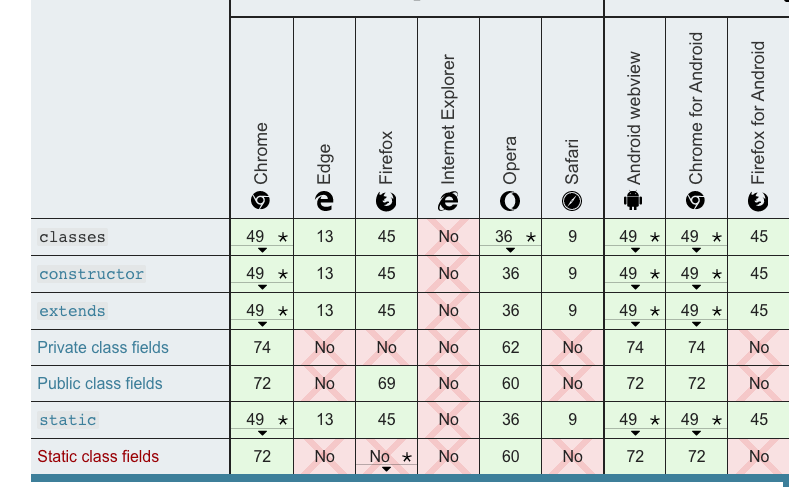 Chrome Edge Firefox Internet Explorer Opera Safari Android webview Chrome for Android Firefox for Android
classes 49 * 13 45 No 36 * 9 49 * 49 * 45
constructor 49 * 13 45 No 36 9 49 * 49 * 45
extends 49 * 13 45 No 36 9 49 * 49 * 45
Private class fields 74 No No No 62 No 74 74 No
Public class fields 72 No 69 No 60 No 72 72 No
static 49 * 13 45 No 36 9 49 * 49 * 45
Static class fields 72 No No * No 60 No 72 72 No